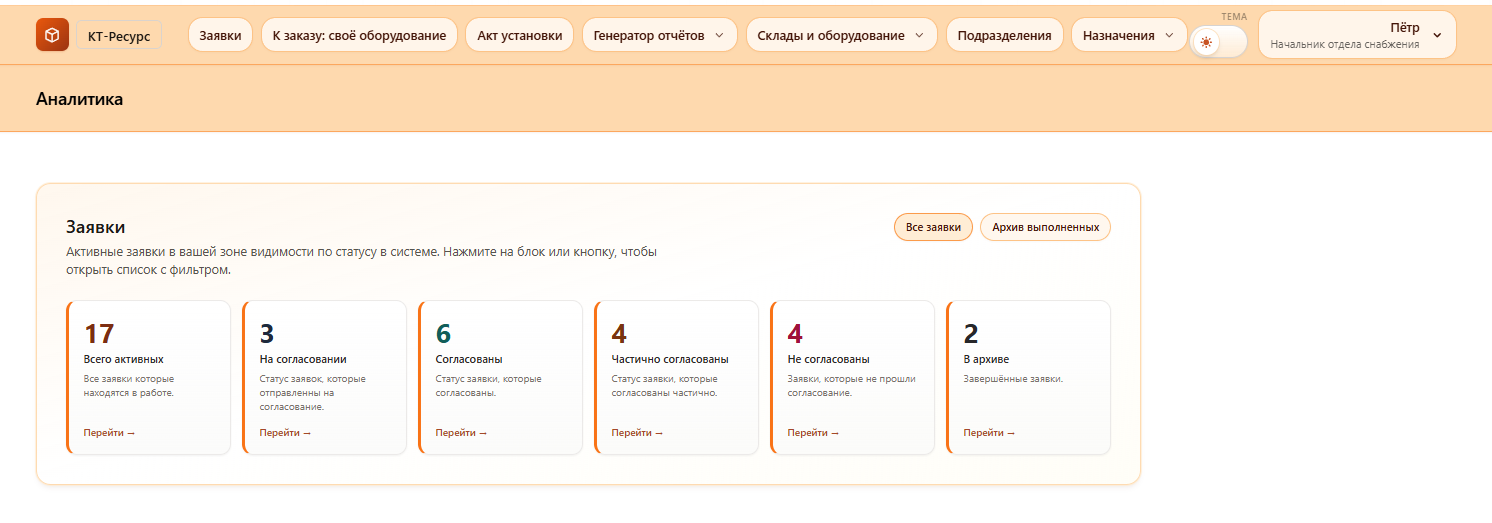 КТ-Ресурс
Заявки
К заказу: своё оборудование
Акт установки
Генератор отчётов
Склады и оборудование
Подразделения
Назначения
ТЕМА
Пётр
Начальник отдела снабжения
Аналитика
Заявки
Активные заявки в вашей зоне видимости по статусу в системе. Нажмите на блок или кнопку, чтобы
открыть список с фильтром.
Все заявки
Архив выполненных
17
Всего активных
Все заявки которые
находятся в работе.
Перейти →
3
На согласовании
Статус заявок, которые
отправленны на
согласование.
Перейти →
6
Согласованы
Статус заявки, которые
согласованы.
Перейти →
4
Частично согласованы
Статус заявки, которые
согласованы частично.
Перейти →
4
Не согласованы
Заявки, которые не прошли
согласование.
Перейти →
2
В архиве
Завершённые заявки.
Перейти →